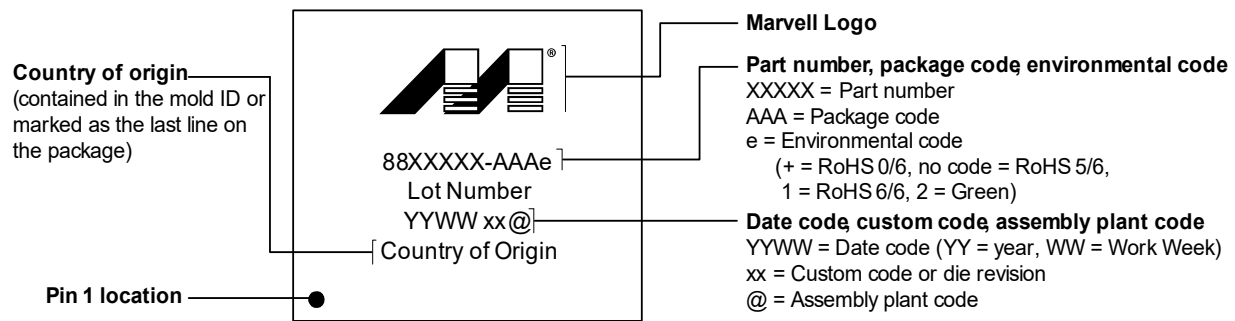 Marvell Logo
Country of origin
(contained in the mold ID or
marked as the last line on
the package)
Part number, package code, environmental code
XXXXX = Part number
AAA = Package code
e = Environmental code
(+ = RoHS 0/6, no code = RoHS 5/6,
1 = RoHS 6/6, 2 = Green)
®
88XXXXX-AAAe
Lot Number
YYWW xx@
Country of Origin
Date code, custom code, assembly plant code
YYWW = Date code (YY = year, WW = Work Week)
xx = Custom code or die revision
@ = Assembly plant code
Pin 1 location